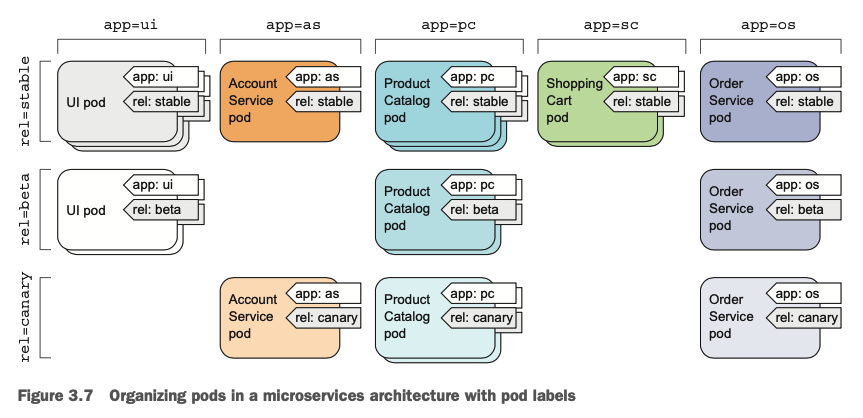 app=ui
app=as
app=pc
app=sc
app=os
rel=stable
UI pod
app: ui
rel: stable
Account
Service
pod
app: as
rel: stable
Product
Catalog
pod
app: pc
rel: stable
Shopping
Cart
pod
app: sc
rel: stable
Order
Service
pod
app: os
rel: stable
rel=beta
UI pod
app: ui
rel: beta
Product
Catalog
pod
app: pc
rel: beta
Order
Service
pod
app: os
rel: beta
rel=canary
Account
Service
pod
app: as
rel: canary
Product
Catalog
pod
app: pc
rel: canary
Order
Service
pod
app: os
rel: canary
Figure 3.7 Organizing pods in a microservices architecture with pod labels